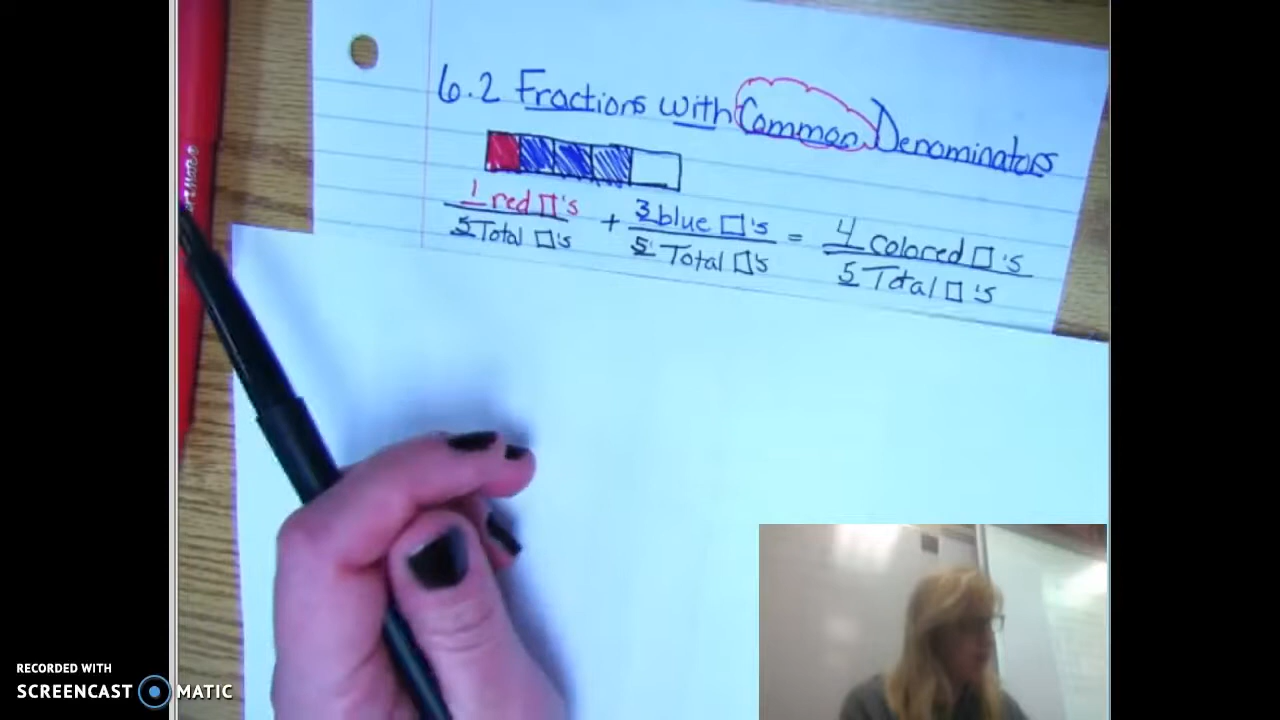 6.2 Fractions with Common Denominators
1 red □'s + 3 blue □'s = 4 colored □'s
5 Total □'s 5 Total □'s 5 Total □'s
RECORDED WITH
SCREENCAST MATIC